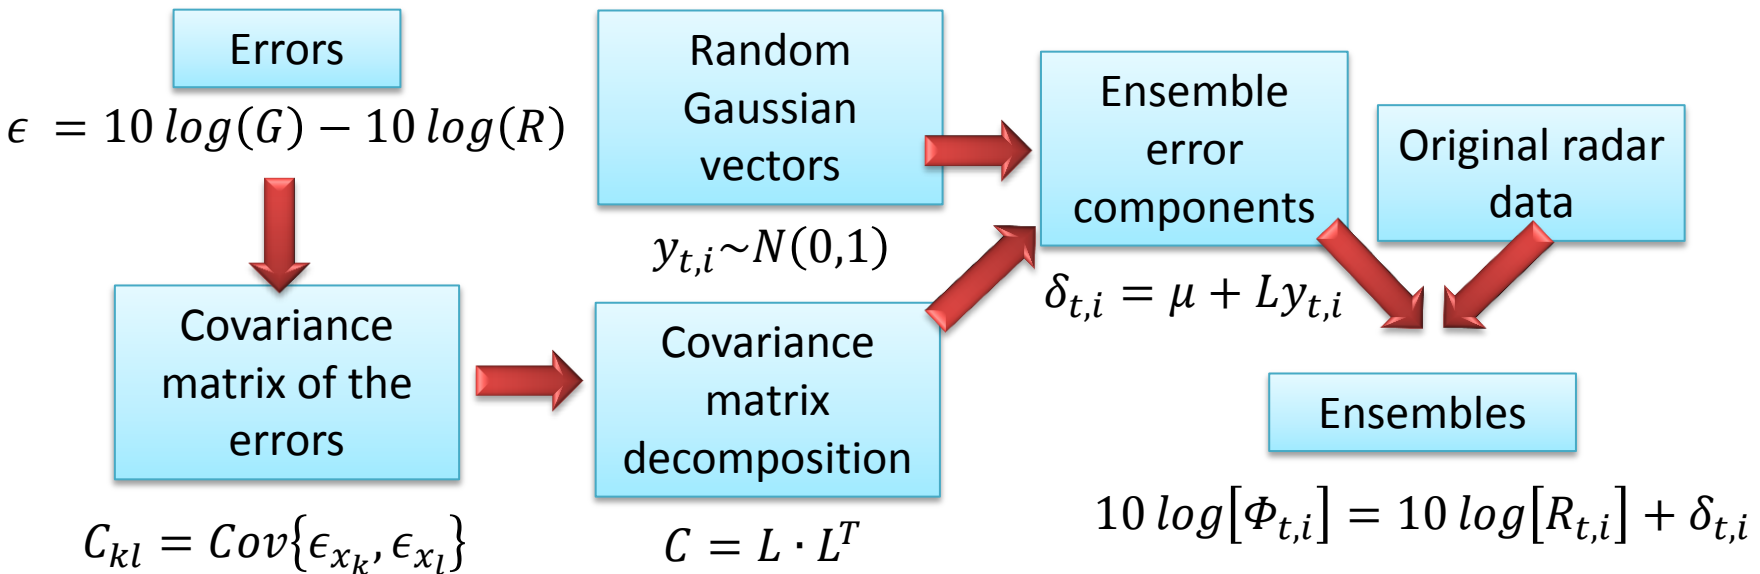 Errors
ϵ = 10 log(G) − 10 log(R)
Covariance
matrix of the
errors
C_{kl} = Cov{ϵ_{x_k}, ϵ_{x_l}}
Random
Gaussian
vectors
y_{t,i}~N(0,1)
Covariance
matrix
decomposition
C = L · L^T
Ensemble
error
components
δ_{t,i} = μ + Ly_{t,i}
Original radar
data
Ensembles
10 log[Φ_{t,i}] = 10 log[R_{t,i}] + δ_{t,i}